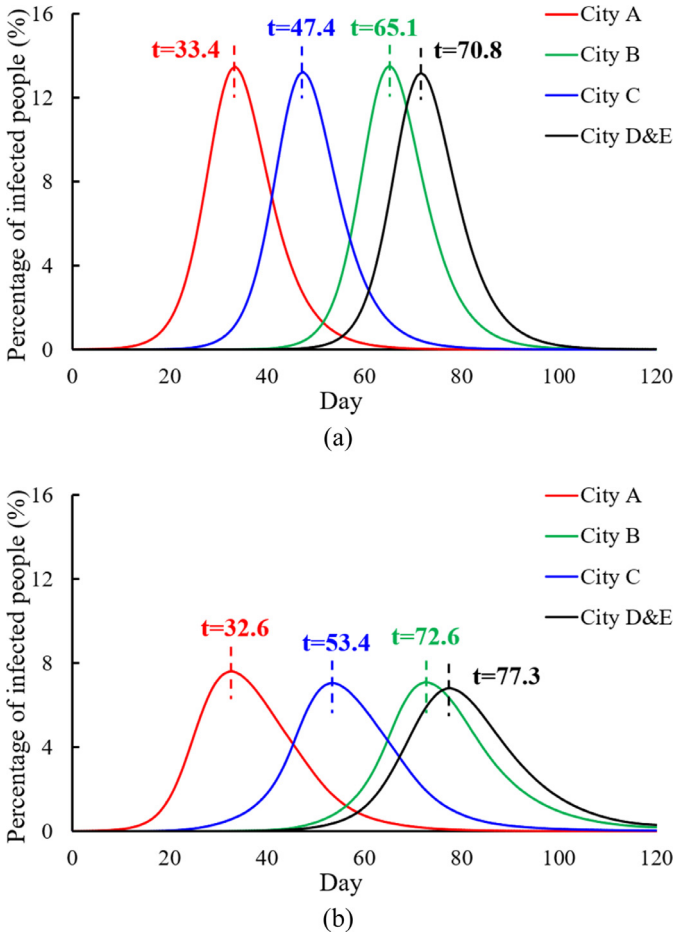 Percentage of infected people (%)
16
12
8
4
0
t=33.4
t=47.4
t=65.1
t=70.8
City A
City B
City C
City D&E
0 20 40 60 80 100 120
Day
(a)
Percentage of infected people (%)
16
12
8
4
0
t=32.6
t=53.4
t=72.6
t=77.3
City A
City B
City C
City D&E
0 20 40 60 80 100 120
Day
(b)